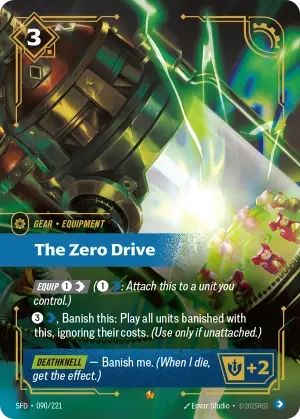 3
GEAR • EQUIPMENT
The Zero Drive
EQUIP 1 (1 : Attach this to a unit you
control.)
3 , Banish this: Play all units banished with
this, ignoring their costs. (Use only if unattached.)
DEATHKNELL — Banish me. (When I die,
get the effect.)
+2
SFD • 090/221
Envar Studio • ©2025RGI